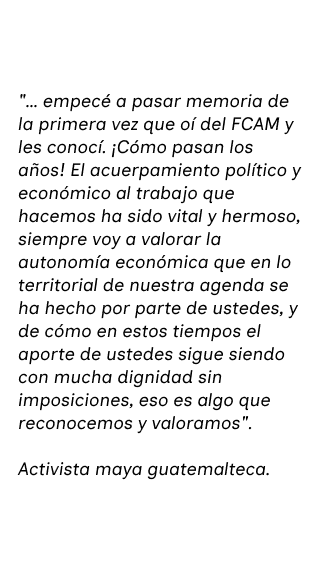 "... empecé a pasar memoria de
la primera vez que oí del FCAM y
les conocí. ¡Cómo pasan los
años! El acuerpamiento político y
económico al trabajo que
hacemos ha sido vital y hermoso,
siempre voy a valorar la
autonomía económica que en lo
territorial de nuestra agenda se
ha hecho por parte de ustedes, y
de cómo en estos tiempos el
aporte de ustedes sigue siendo
con mucha dignidad sin
imposiciones, eso es algo que
reconocemos y valoramos".
Activista maya guatemalteca.